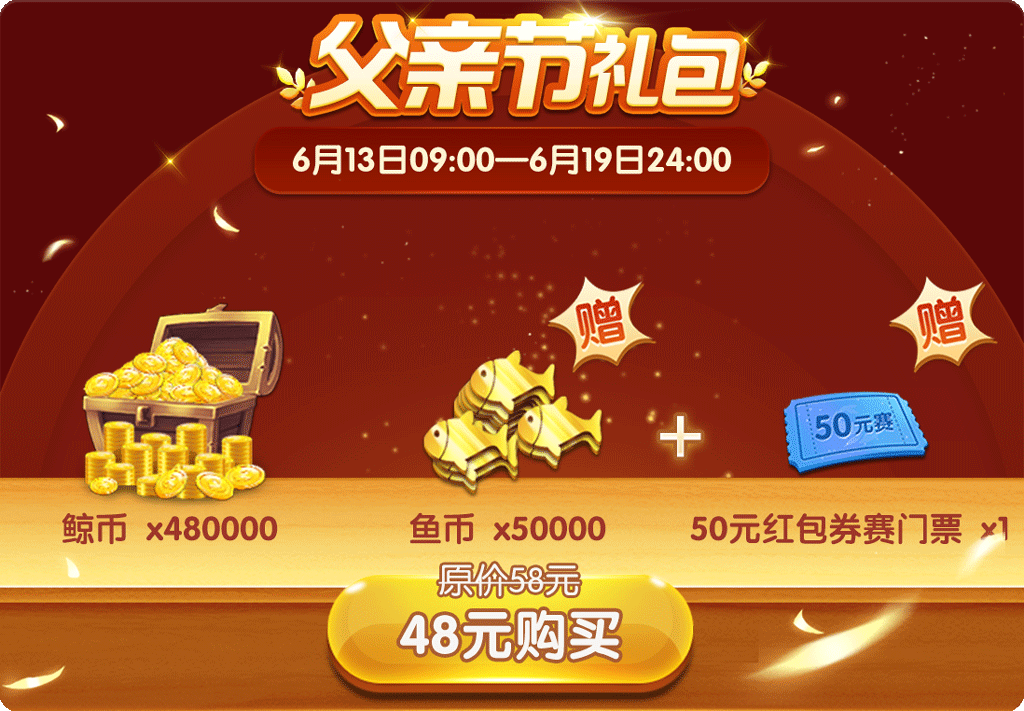 父亲节礼包
6月13日09:00—6月19日24:00
赠
赠
50元赛
鲸币 x480000
鱼币 x50000
50元红包券赛门票 x1
原价58元
48元购买